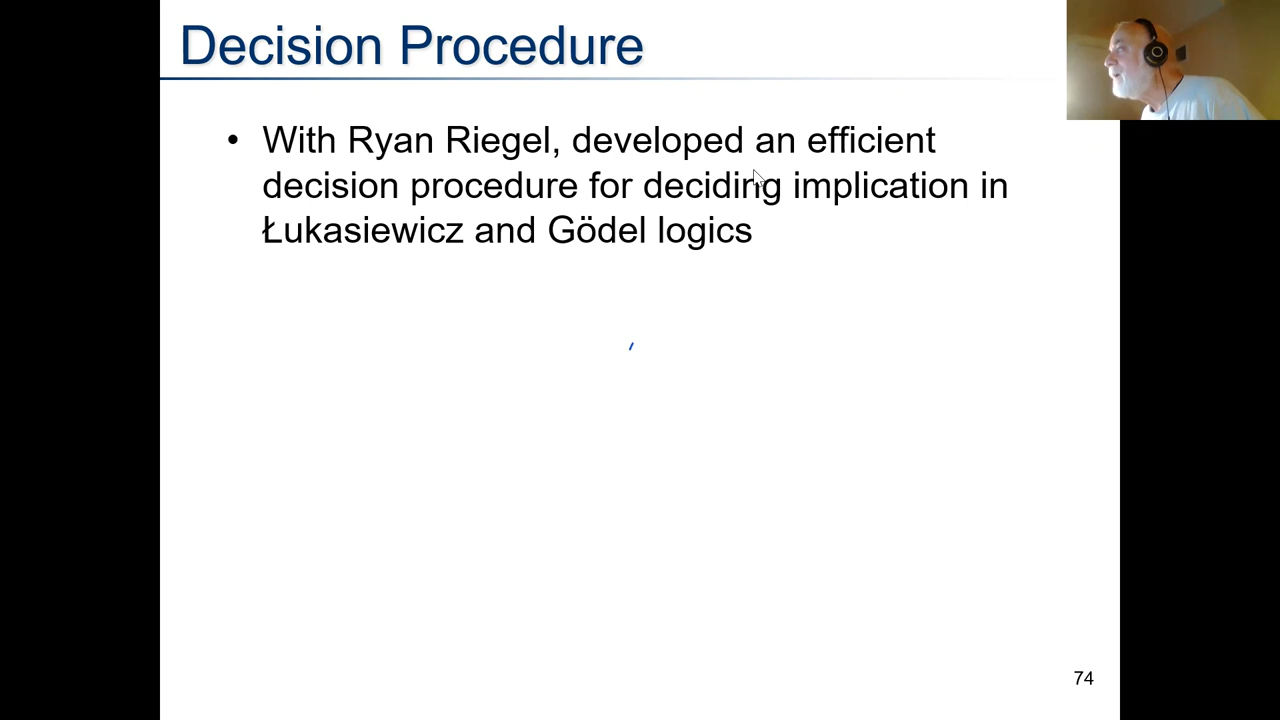 Decision Procedure
• With Ryan Riegel, developed an efficient
decision procedure for deciding implication in
Łukasiewicz and Gödel logics
74